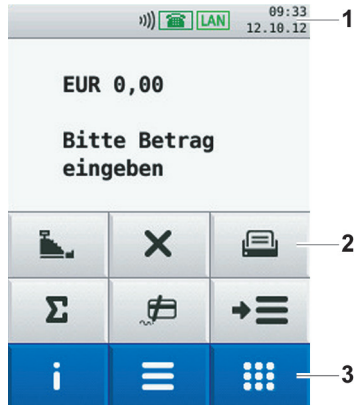 LAN
09:33
12.10.12
1
EUR 0,00
Bitte Betrag
eingeben
2
Σ
i
3